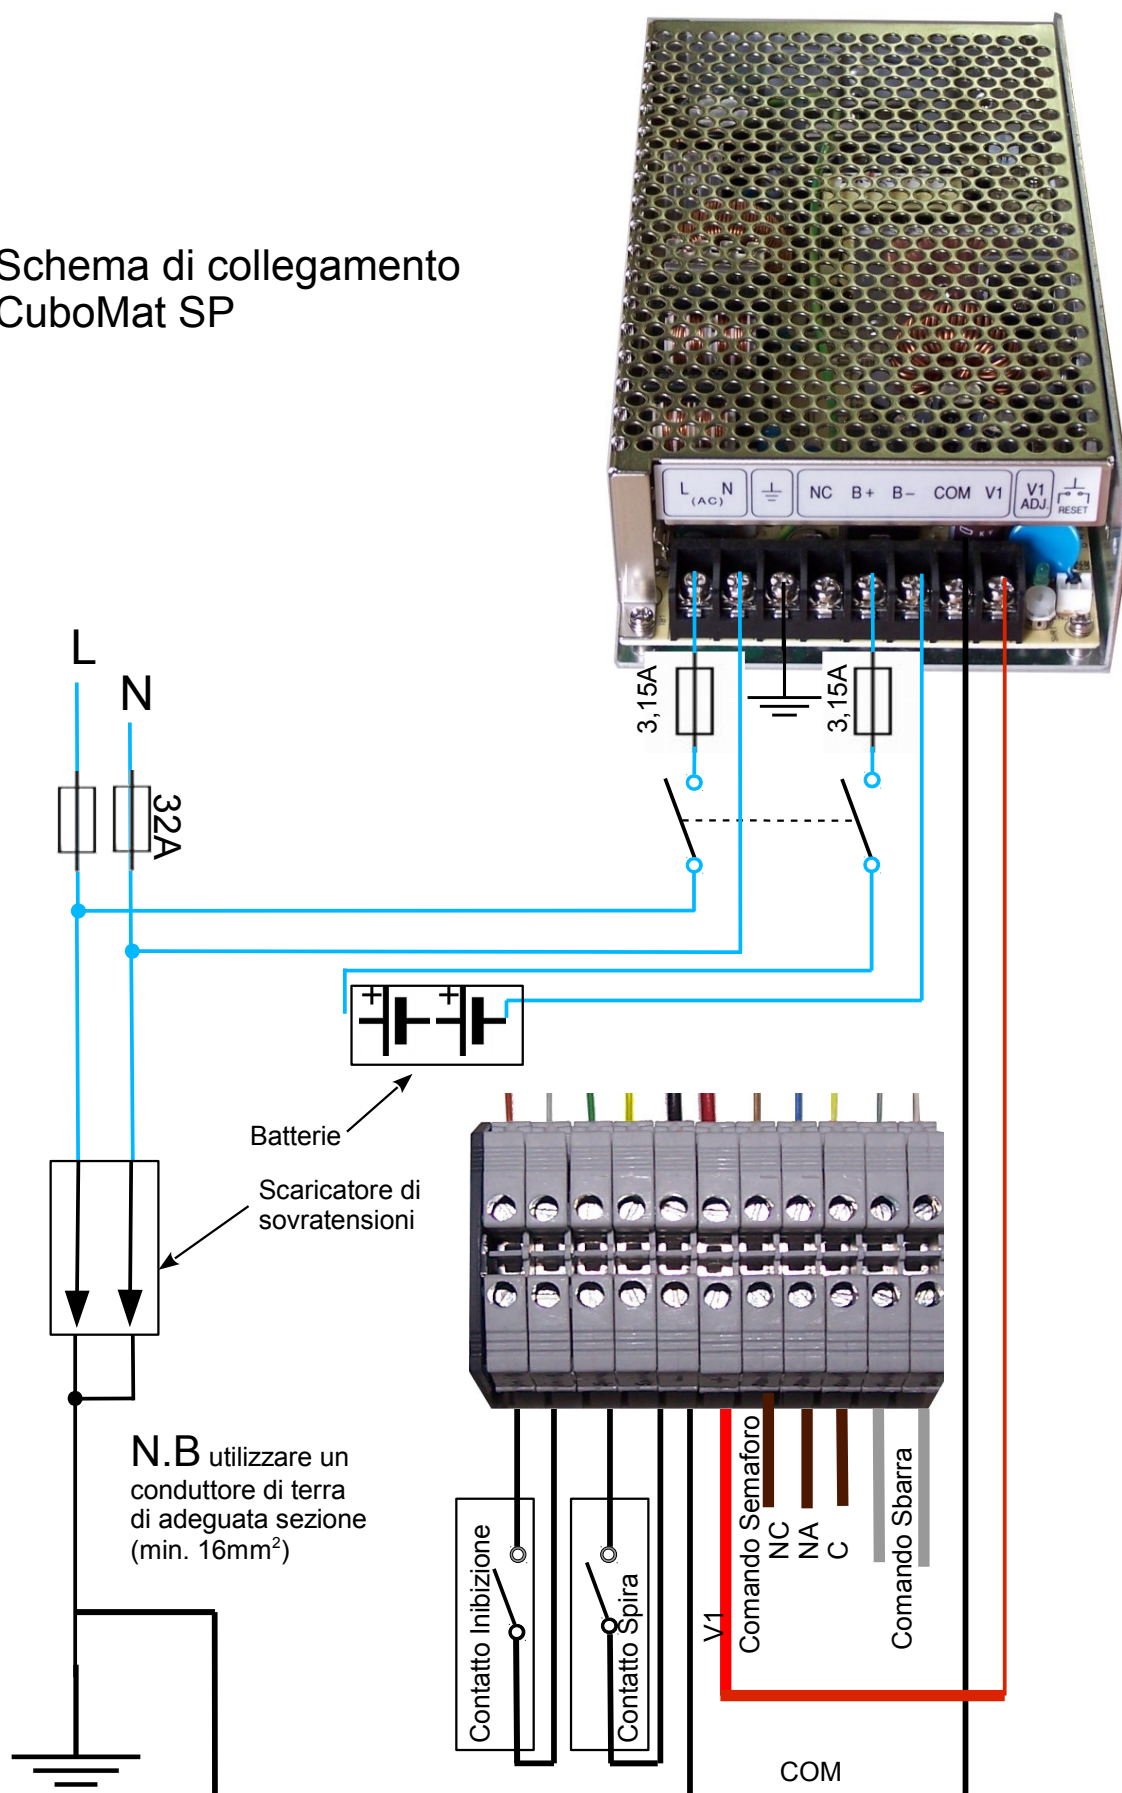 Schema di collegamento
CuboMat SP
L N
(AC)
NC B+ B- COM V1
V1
ADJ.
RESET
L
N
3,15A
3,15A
32A
Batterie
Scaricatore di
sovratensioni
N.B utilizzare un
conduttore di terra
di adeguata sezione
(min. 16mm²)
Contatto Inibizione
Contatto Spira
V1
Comando Semaforo
NC
NA
C
Comando Sbarra
COM